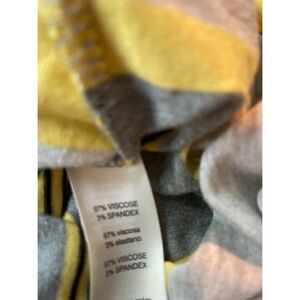 97% VISCOSE
3% SPANDEX
97% viscosa
3% elastano
97% VISCOSE
3% SPANDEX